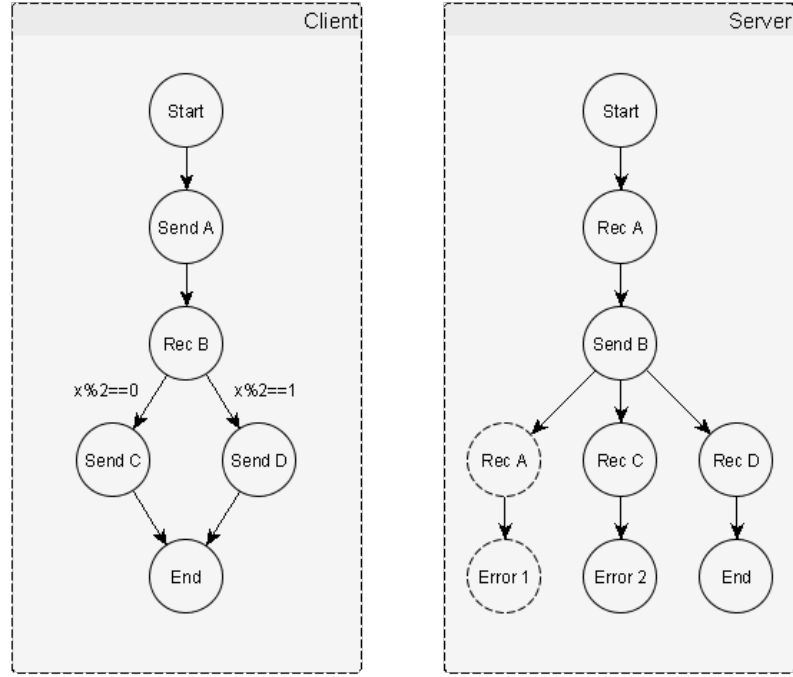 Client
Start
Send A
Rec B
x%2==0
x%2==1
Send C
Send D
End
Server
Start
Rec A
Send B
Rec A
Rec C
Rec D
Error 1
Error 2
End